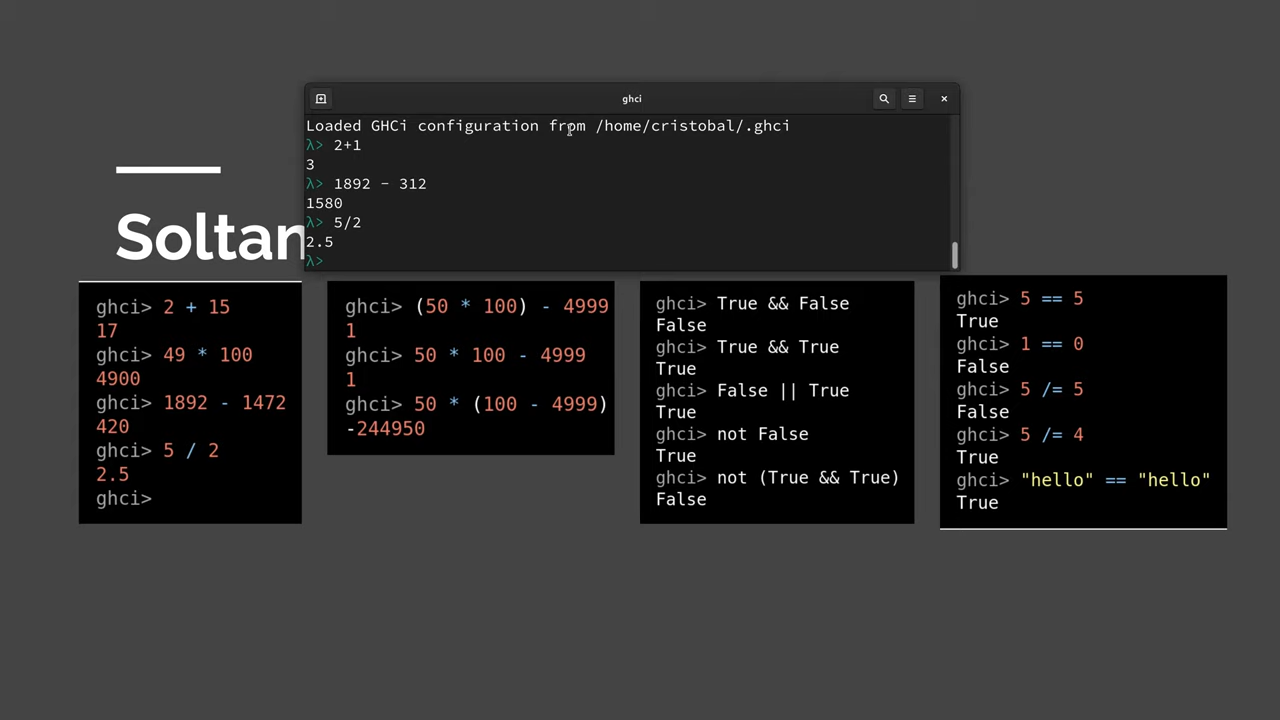 ghci
Loaded GHCi configuration from /home/cristobal/.ghci
λ> 2+1
3
λ> 1892 - 312
1580
λ> 5/2
2.5
λ>
Soltan
ghci> 2 + 15
17
ghci> 49 * 100
4900
ghci> 1892 - 1472
420
ghci> 5 / 2
2.5
ghci>
ghci> (50 * 100) - 4999
1
ghci> 50 * 100 - 4999
1
ghci> 50 * (100 - 4999)
-244950
ghci> True && False
False
ghci> True && True
True
ghci> False || True
True
ghci> not False
True
ghci> not (True && True)
False
ghci> 5 == 5
True
ghci> 1 == 0
False
ghci> 5 /= 5
False
ghci> 5 /= 4
True
ghci> "hello" == "hello"
True